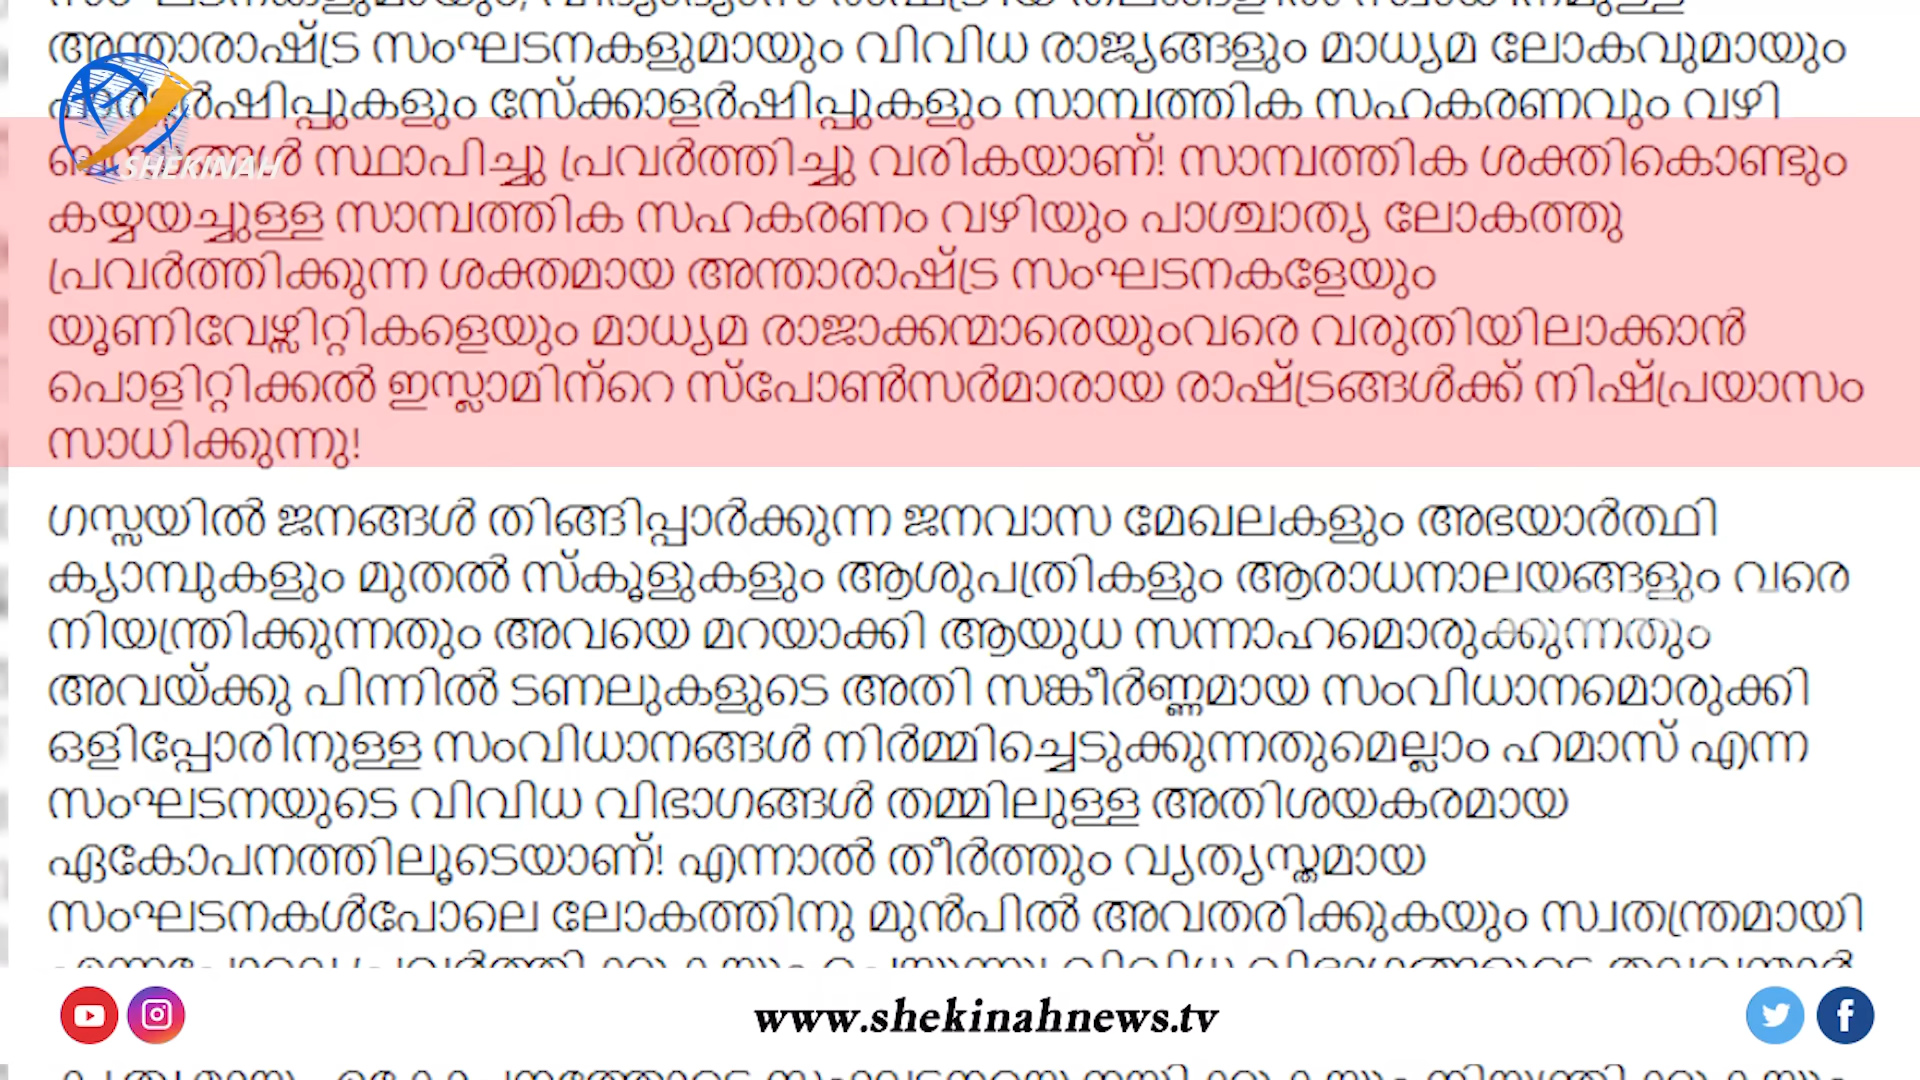 അന്താരാഷ്ട്ര സംഘടനകളുമായും വിവിധ രാജ്യങ്ങളും മാധ്യമ ലോകവുമായും
സ്ക്കോളർഷിപ്പുകളും സാമ്പത്തിക സഹകരണവും വഴി
SHEKINAH
സ്ഥാപിച്ചു പ്രവർത്തിച്ചു വരികയാണ്! സാമ്പത്തിക ശക്തികൊണ്ടും
കയ്യയച്ചുള്ള സാമ്പത്തിക സഹകരണം വഴിയും പാശ്ചാത്യ ലോകത്തു
പ്രവർത്തിക്കുന്ന ശക്തമായ അന്താരാഷ്ട്ര സംഘടനകളേയും
യൂണിവേഴ്സിറ്റികളെയും മാധ്യമ രാജാക്കന്മാരെയുംവരെ വരുതിയിലാക്കാൻ
പൊളിറ്റിക്കൽ ഇസ്ലാമിന്റെ സ്പോൺസർമാരായ രാഷ്ട്രങ്ങൾക്ക് നിഷ്പ്രയാസം
സാധിക്കുന്നു!
ഗസ്സയിൽ ജനങ്ങൾ തിങ്ങിപ്പാർക്കുന്ന ജനവാസ മേഖലകളും അഭയാർത്ഥി
ക്യാമ്പുകളും മുതൽ സ്കൂളുകളും ആശുപത്രികളും ആരാധനാലയങ്ങളും വരെ
നിയന്ത്രിക്കുന്നതും അവയെ മറയാക്കി ആയുധ സന്നാഹമൊരുക്കുന്നതും
അവയ്ക്കു പിന്നിൽ ടണലുകളുടെ അതി സങ്കീർണ്ണമായ സംവിധാനമൊരുക്കി
ഒളിപ്പോരിനുള്ള സംവിധാനങ്ങൾ നിർമ്മിച്ചെടുക്കുന്നതുമെല്ലാം ഹമാസ് എന്ന
സംഘടനയുടെ വിവിധ വിഭാഗങ്ങൾ തമ്മിലുള്ള അതിശയകരമായ
ഏകോപനത്തിലൂടെയാണ്! എന്നാൽ തീർത്തും വ്യത്യസ്തമായ
സംഘടനകൾപോലെ ലോകത്തിനു മുൻപിൽ അവതരിക്കുകയും സ്വതന്ത്രമായി
www.shekinahnews.tv